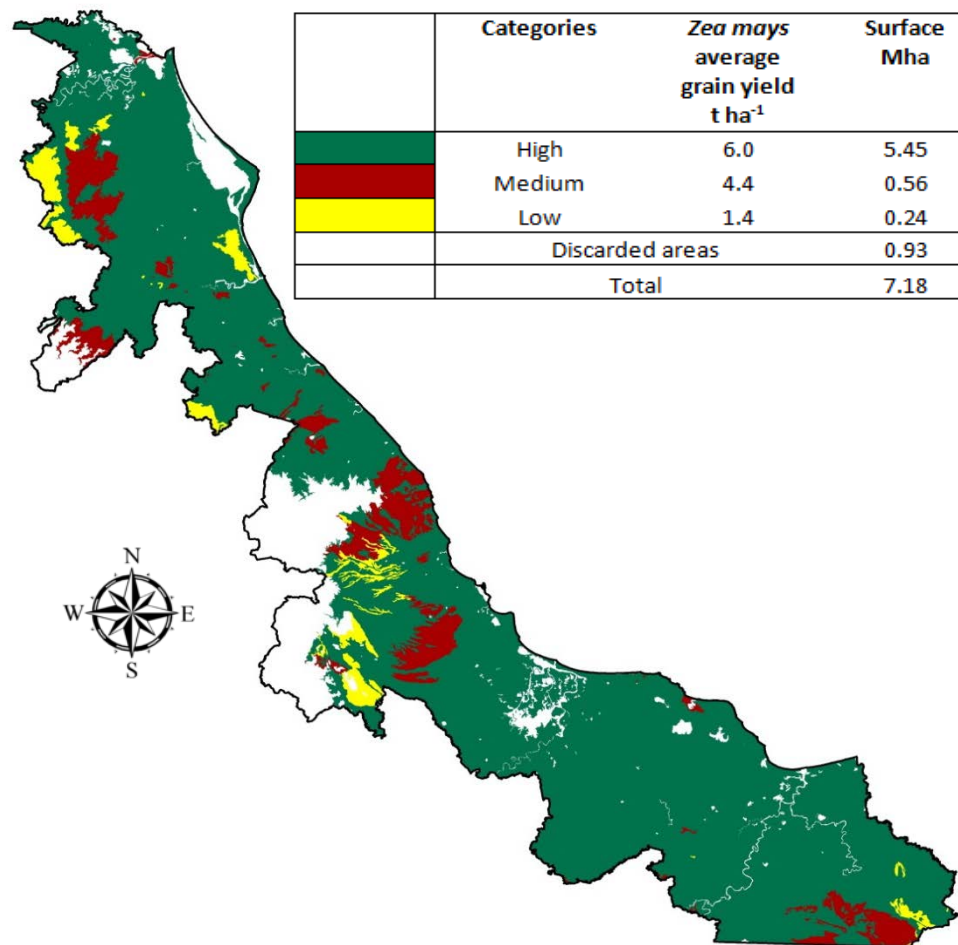 Categories Zea mays average grain yield t ha⁻¹ Surface Mha
High 6.0 5.45
Medium 4.4 0.56
Low 1.4 0.24
Discarded areas 0.93
Total 7.18
N
W E
S